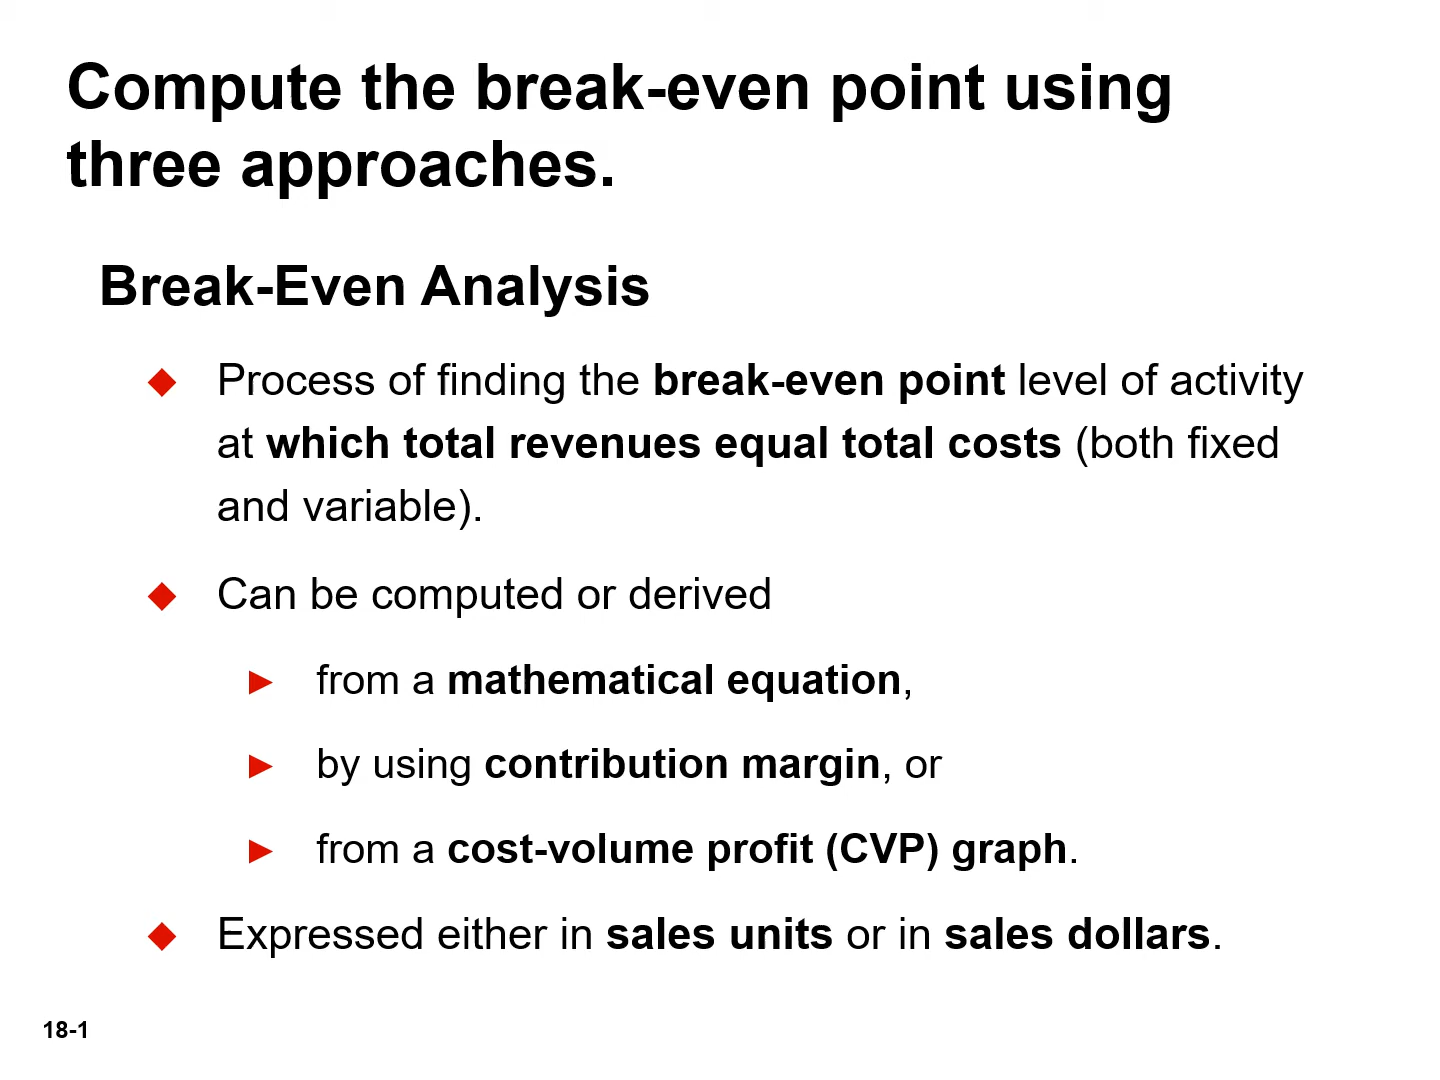 Compute the break-even point using
three approaches.
Break-Even Analysis
Process of finding the break-even point level of activity
at which total revenues equal total costs (both fixed
and variable).
Can be computed or derived
from a mathematical equation,
by using contribution margin, or
from a cost-volume profit (CVP) graph.
Expressed either in sales units or in sales dollars.
18-1